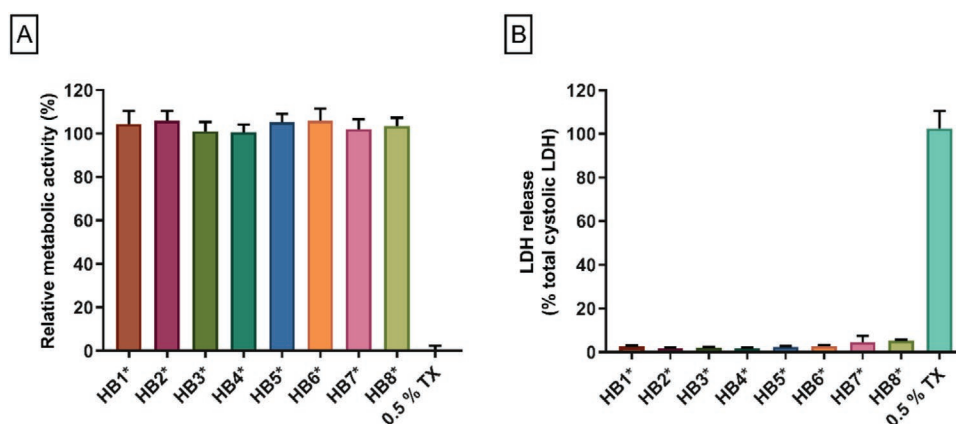 A
Relative metabolic activity (%)
120
100
80
60
40
20
0
HB1*
HB2*
HB3*
HB4*
HB5*
HB6*
HB7*
HB8*
0.5 % TX
B
LDH release
(% total cystolic LDH)
120
100
80
60
40
20
0
HB1*
HB2*
HB3*
HB4*
HB5*
HB6*
HB7*
HB8*
0.5 % TX